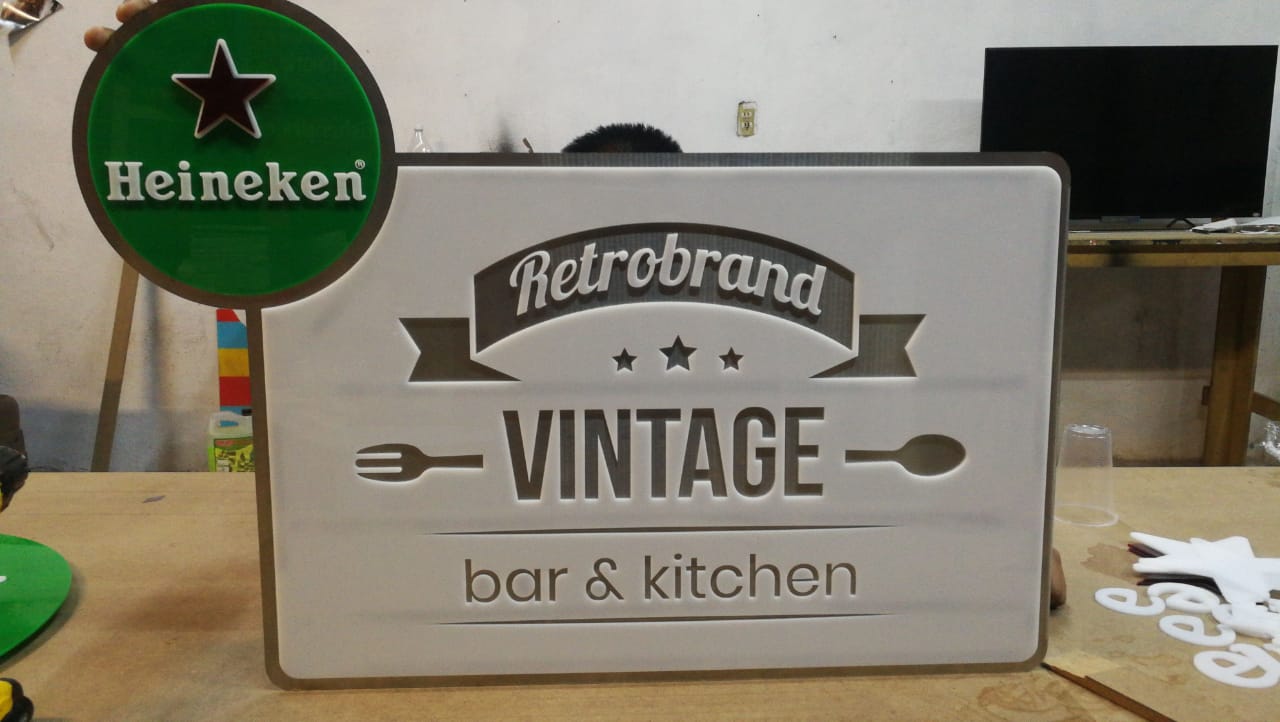 Heineken®
Retrobrand
VINTAGE
bar & kitchen